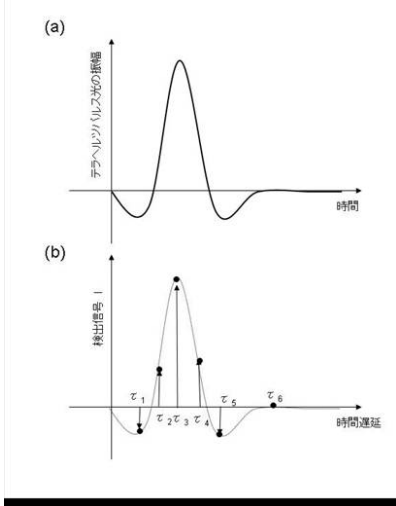 (a)
テラヘルツパルス光の振幅
時間
(b)
検出信号 I
τ1
τ2
τ3
τ4
τ5
τ6
時間遅延